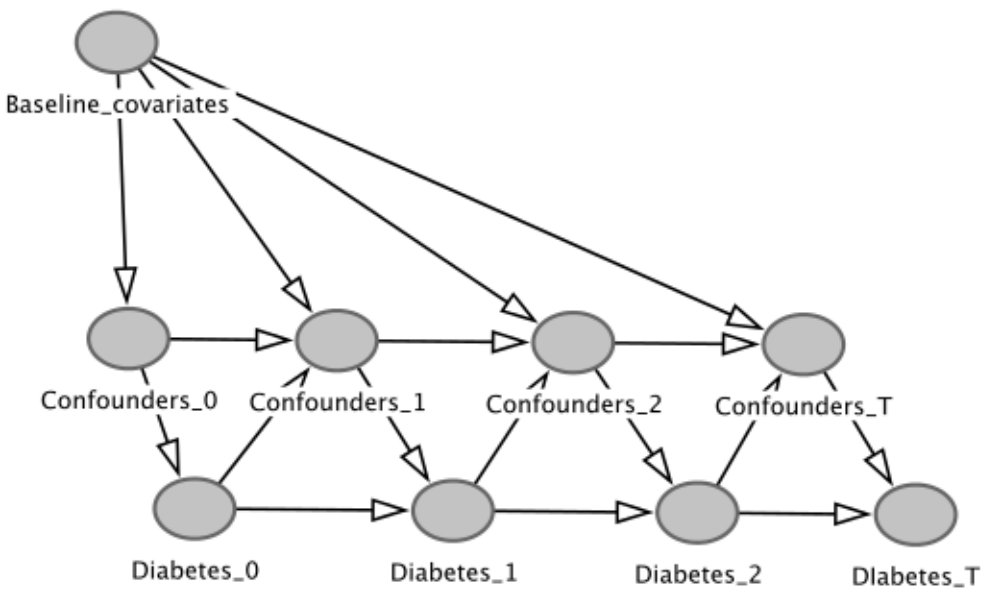 Baseline_covariates
Confounders_0
Confounders_1
Confounders_2
Confounders_T
Diabetes_0
Diabetes_1
Diabetes_2
DIabetes_T